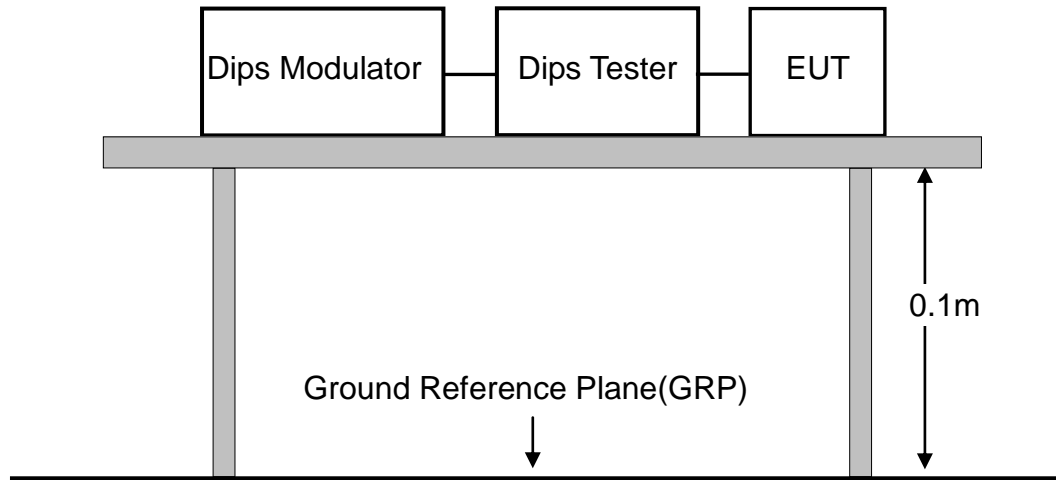 Dips Modulator
Dips Tester
EUT
0.1m
Ground Reference Plane(GRP)